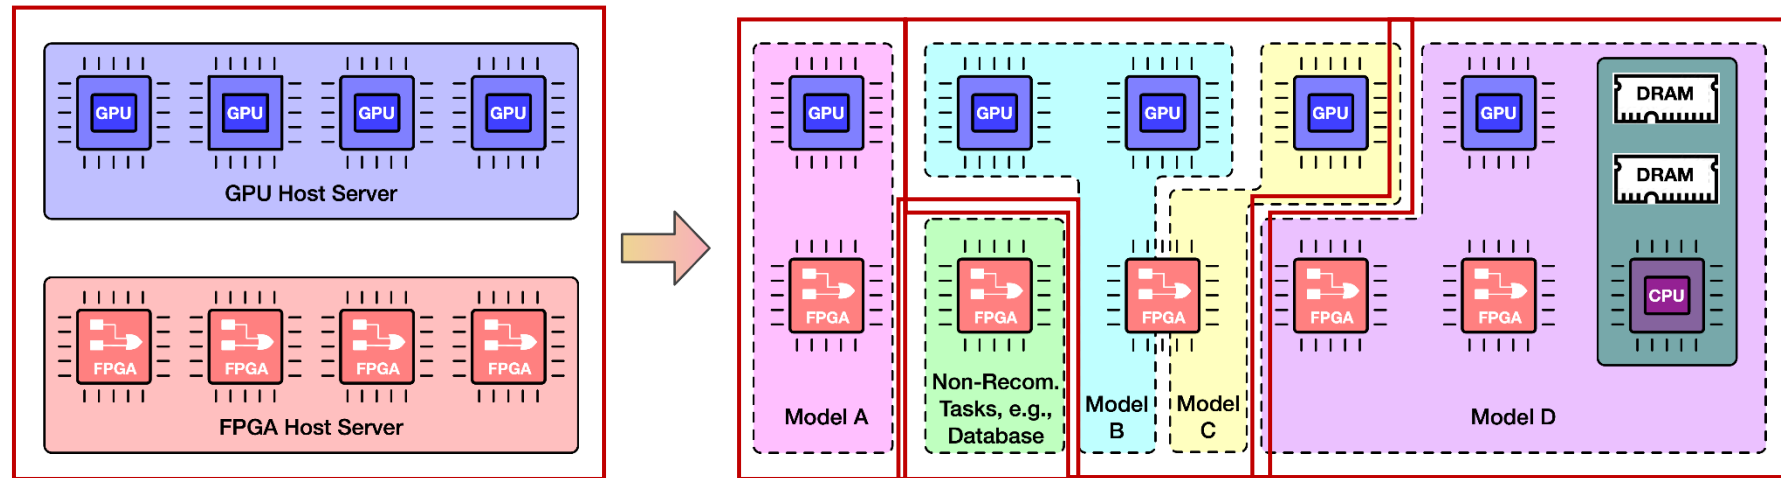 GPU
GPU
GPU
GPU
GPU Host Server
FPGA
FPGA
FPGA
FPGA
FPGA Host Server
GPU
GPU
GPU
GPU
GPU
DRAM
DRAM
FPGA
FPGA
FPGA
FPGA
FPGA
CPU
Model A
Non-Recom.
Tasks, e.g.,
Database
Model
B
Model
C
Model D